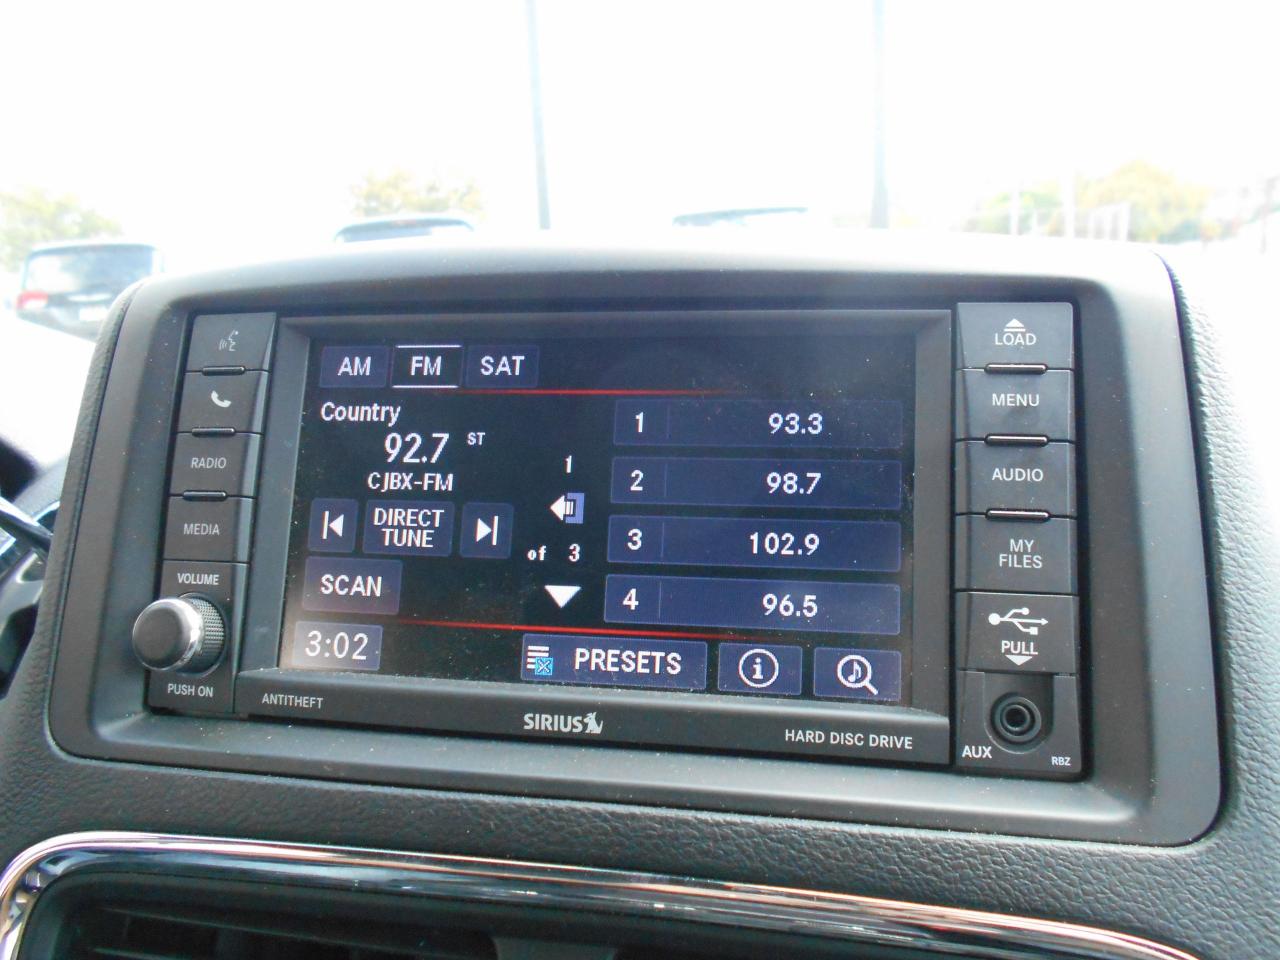 AM FM SAT
Country
92.7 ST
CJBX-FM
DIRECT
TUNE
SCAN
3:02
1
of 3
1 93.3
2 98.7
3 102.9
4 96.5
PRESETS
i
RADIO
MEDIA
VOLUME
PUSH ON
ANTITHEFT
SIRIUS
HARD DISC DRIVE
LOAD
MENU
AUDIO
MY
FILES
PULL
AUX
RBZ